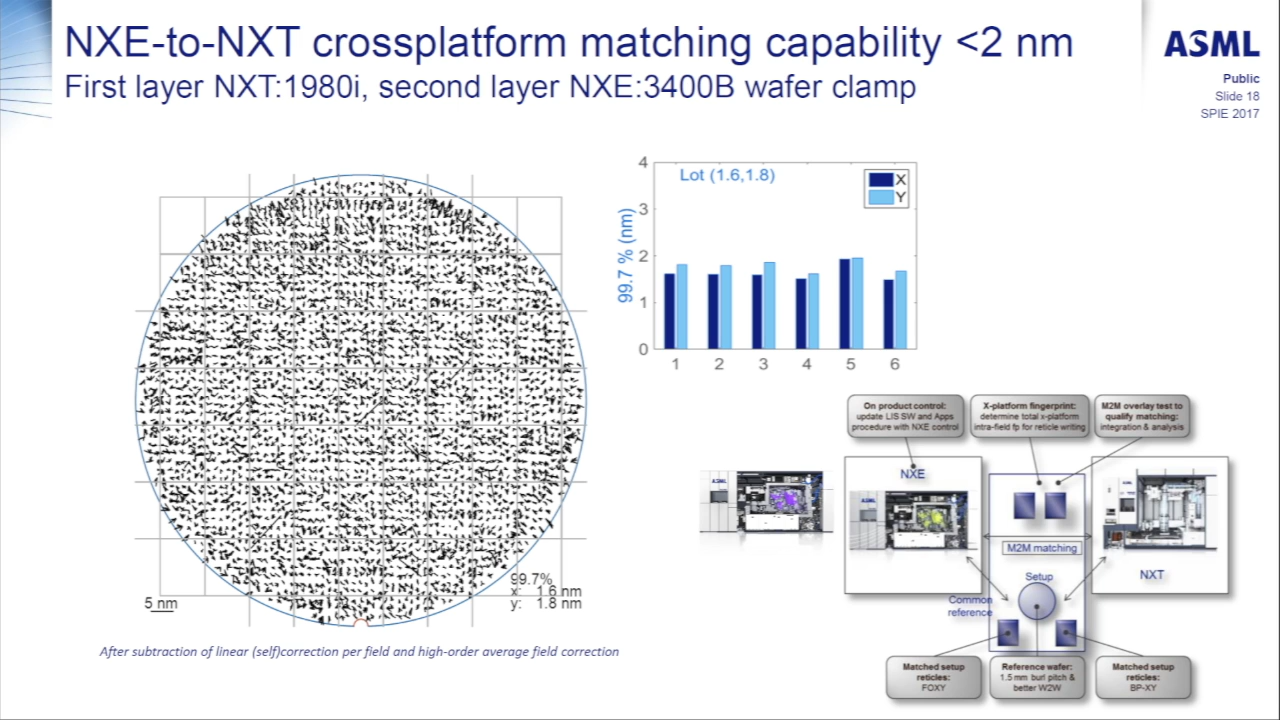 NXE-to-NXT crossplatform matching capability <2 nm
First layer NXT:1980i, second layer NXE:3400B wafer clamp
ASML
Public
Slide 18
SPIE 2017
5 nm
99.7%
x: 1.6 nm
y: 1.8 nm
After subtraction of linear (self)correction per field and high-order average field correction
Lot (1.6,1.8)
X
Y
99.7 % (nm)
4
3
2
1
0
1 2 3 4 5 6
On product control:
update LIS SW and Apps
procedure with NXE control
X-platform fingerprint:
determine total x-platform
intra-field fp for reticle writing
M2M overlay test to
qualify matching:
integration & analysis
ASML
NXE
ASML
M2M matching
ASML
NXT
Setup
Common
reference
Matched setup
reticles:
FOXY
Reference wafer:
1.5 mm burl pitch &
better W2W
Matched setup
reticles:
BP-XY